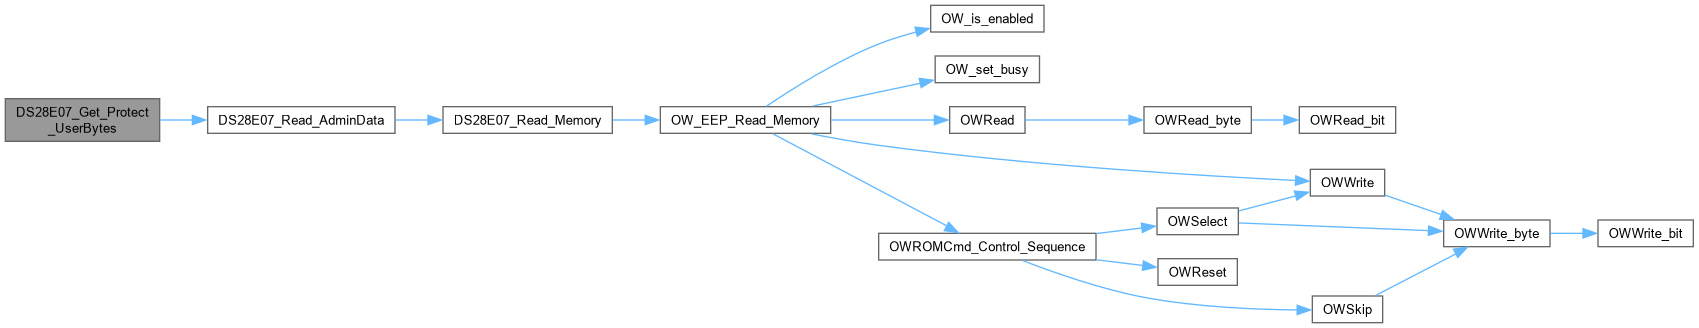 DS28E07_Get_Protect
_UserBytes
DS28E07_Read_AdminData
DS28E07_Read_Memory
OW_EEP_Read_Memory
OW_is_enabled
OW_set_busy
OWRead
OWRead_byte
OWRead_bit
OWWrite
OWROMCmd_Control_Sequence
OWSelect
OWReset
OWSkip
OWWrite_byte
OWWrite_bit